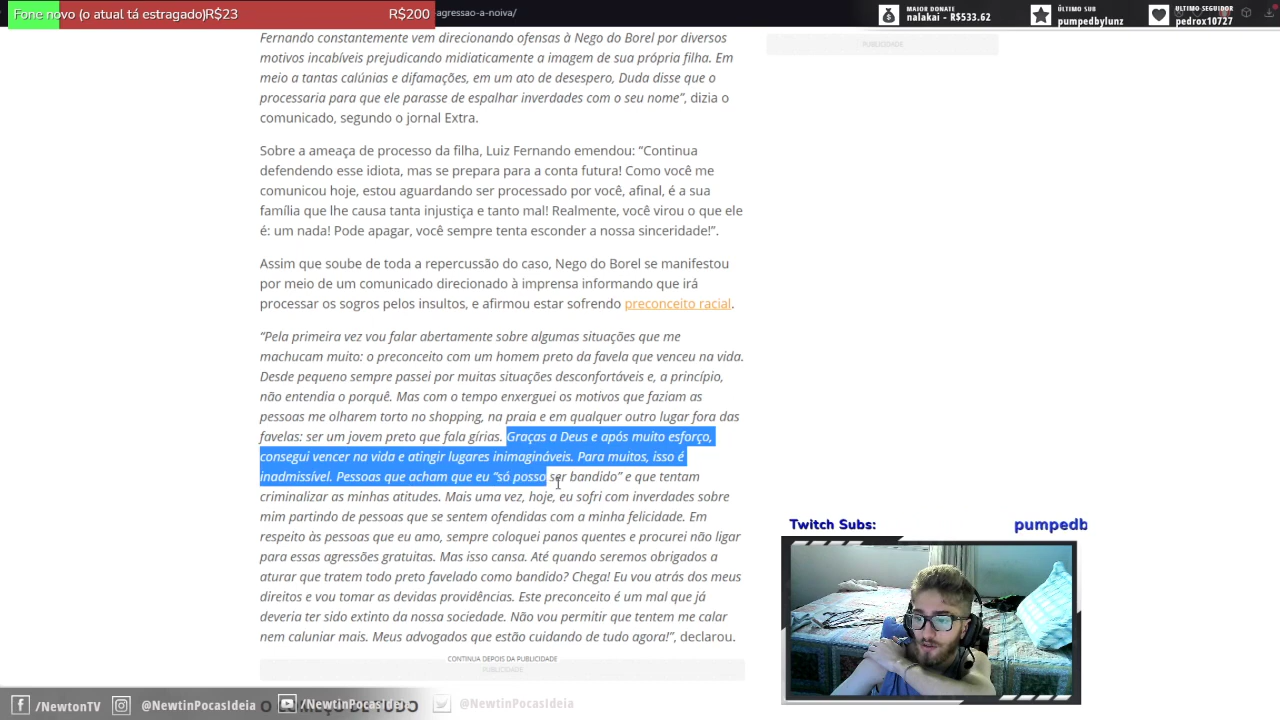 Fone novo (o atual tá estragado)R$23
R$200
agressao-a-noiva/
MAIOR DONATE
nalakai - R$533.62
ÚLTIMO SUB
pumpedbylunz
ÚLTIMO SEGUIDOR
pedrox10727
PUBLICIDADE
Fernando constantemente vem direcionando ofensas à Nego do Borel por diversos
motivos incabíveis prejudicando midiaticamente a imagem de sua própria filha. Em
meio a tantas calúnias e difamações, em um ato de desespero, Duda disse que o
processaria para que ele parasse de espalhar inverdades com o seu nome”, dizia o
comunicado, segundo o jornal Extra.
Sobre a ameaça de processo da filha, Luiz Fernando emendou: “Continua
defendendo esse idiota, mas se prepara para a conta futura! Como você me
comunicou hoje, estou aguardando ser processado por você, afinal, é a sua
família que lhe causa tanta injustiça e tanto mal! Realmente, você virou o que ele
é: um nada! Pode apagar, você sempre tenta esconder a nossa sinceridade!”.
Assim que soube de toda a repercussão do caso, Nego do Borel se manifestou
por meio de um comunicado direcionado à imprensa informando que irá
processar os sogros pelos insultos, e afirmou estar sofrendo preconceito racial.
“Pela primeira vez vou falar abertamente sobre algumas situações que me
machucam muito: o preconceito com um homem preto da favela que venceu na vida.
Desde pequeno sempre passei por muitas situações desconfortáveis e, a princípio,
não entendia o porquê. Mas com o tempo enxerguei os motivos que faziam as
pessoas me olharem torto no shopping, na praia e em qualquer outro lugar fora das
favelas: ser um jovem preto que fala gírias. Graças a Deus e após muito esforço,
consegui vencer na vida e atingir lugares inimagináveis. Para muitos, isso é
inadmissível. Pessoas que acham que eu “só posso ser bandido” e que tentam
criminalizar as minhas atitudes. Mais uma vez, hoje, eu sofri com inverdades sobre
mim partindo de pessoas que se sentem ofendidas com a minha felicidade. Em
respeito às pessoas que eu amo, sempre coloquei panos quentes e procurei não ligar
para essas agressões gratuitas. Mas isso cansa. Até quando seremos obrigados a
aturar que tratem todo preto favelado como bandido? Chega! Eu vou atrás dos meus
direitos e vou tomar as devidas providências. Este preconceito é um mal que já
deveria ter sido extinto da nossa sociedade. Não vou permitir que tentem me calar
nem caluniar mais. Meus advogados que estão cuidando de tudo agora!”, declarou.
CONTINUA DEPOIS DA PUBLICIDADE
PUBLICIDADE
O COMEÇO DE TUDO
Twitch Subs:
pumpedb
/NewtonTV
@NewtinPocasIdeia
/NewtinPocasIdeia
@NewtinPocasIdeia